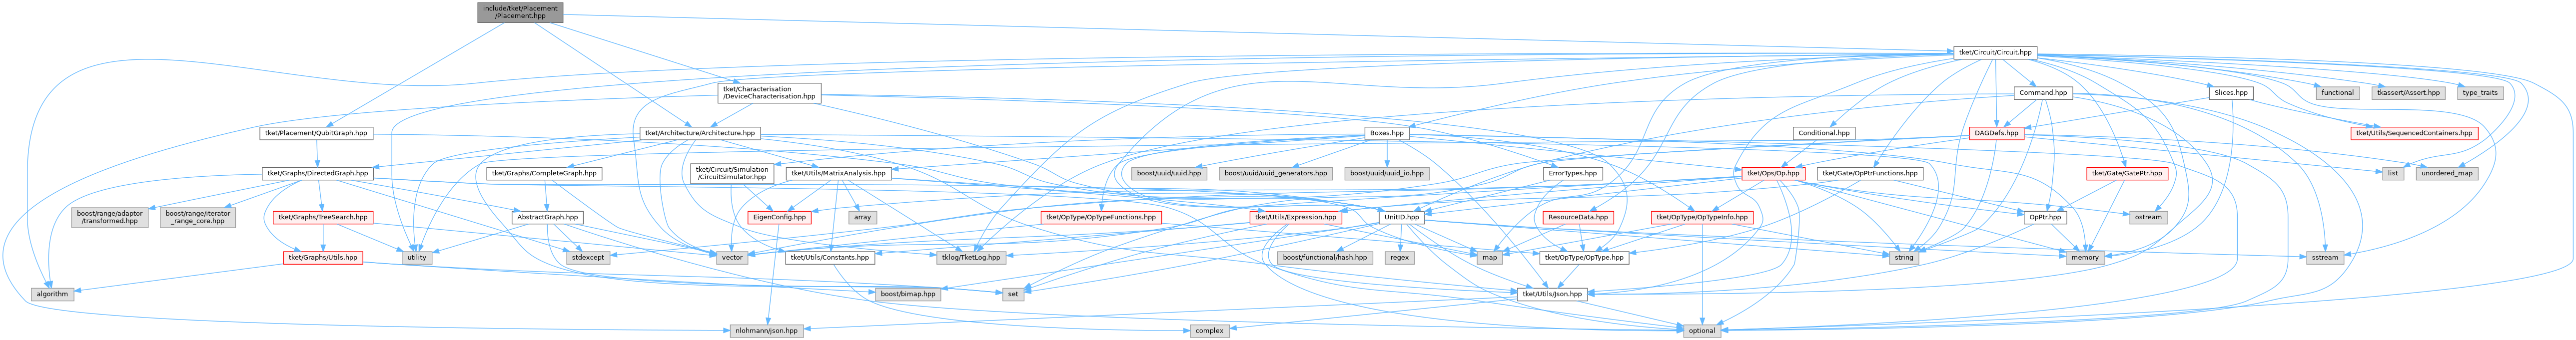 include/tket/Placement
/Placement.hpp
tket/Circuit/Circuit.hpp
tket/Characterisation
/DeviceCharacterisation.hpp
Command.hpp
Slices.hpp
functional
tkassert/Assert.hpp
type_traits
tket/Placement/QubitGraph.hpp
tket/Architecture/Architecture.hpp
Boxes.hpp
Conditional.hpp
DAGDefs.hpp
tket/Utils/SequencedContainers.hpp
tket/Graphs/DirectedGraph.hpp
tket/Graphs/CompleteGraph.hpp
tket/Circuit/Simulation
/CircuitSimulator.hpp
tket/Utils/MatrixAnalysis.hpp
boost/uuid/uuid.hpp
boost/uuid/uuid_generators.hpp
boost/uuid/uuid_io.hpp
ErrorTypes.hpp
tket/Ops/Op.hpp
tket/Gate/OpPtrFunctions.hpp
tket/Gate/GatePtr.hpp
list
unordered_map
boost/range/adaptor
/transformed.hpp
boost/range/iterator
_range_core.hpp
tket/Graphs/TreeSearch.hpp
AbstractGraph.hpp
EigenConfig.hpp
array
tket/OpType/OpTypeFunctions.hpp
tket/Utils/Expression.hpp
UnitID.hpp
ResourceData.hpp
tket/OpType/OpTypeInfo.hpp
OpPtr.hpp
ostream
tket/Graphs/Utils.hpp
utility
stdexcept
vector
tket/Utils/Constants.hpp
tklog/TketLog.hpp
boost/functional/hash.hpp
regex
map
tket/OpType/OpType.hpp
string
memory
sstream
algorithm
boost/bimap.hpp
set
tket/Utils/Json.hpp
nlohmann/json.hpp
complex
optional